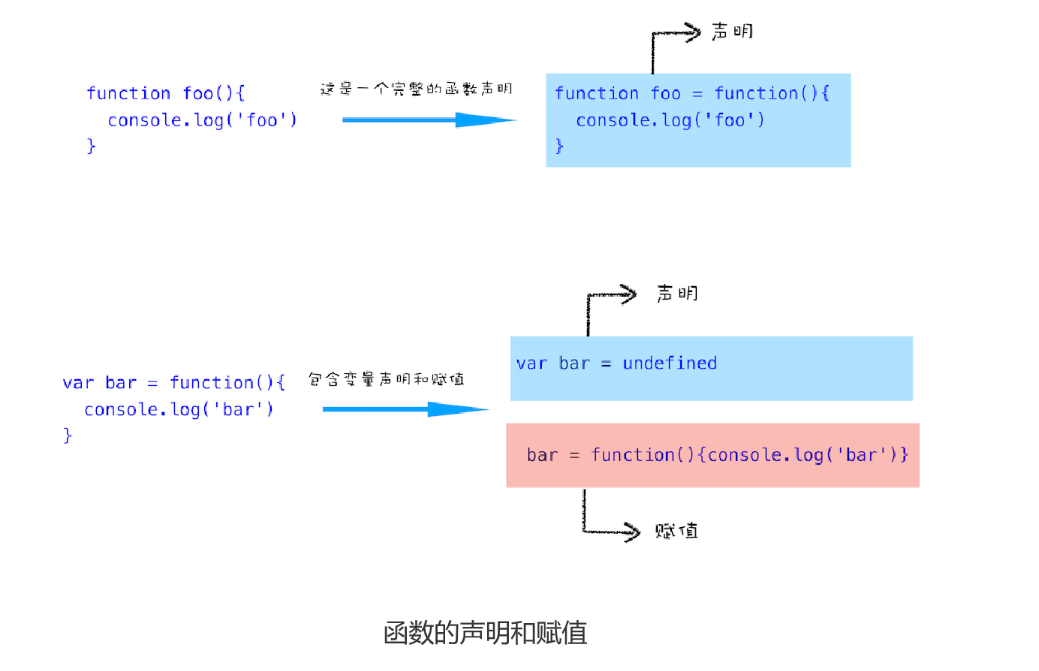 声明
function foo(){
  console.log('foo')
}
这是一个完整的函数声明
function foo = function(){
  console.log('foo')
}
声明
var bar = function(){
  console.log('bar')
}
包含变量声明和赋值
var bar = undefined
bar = function(){console.log('bar')}
赋值
函数的声明和赋值